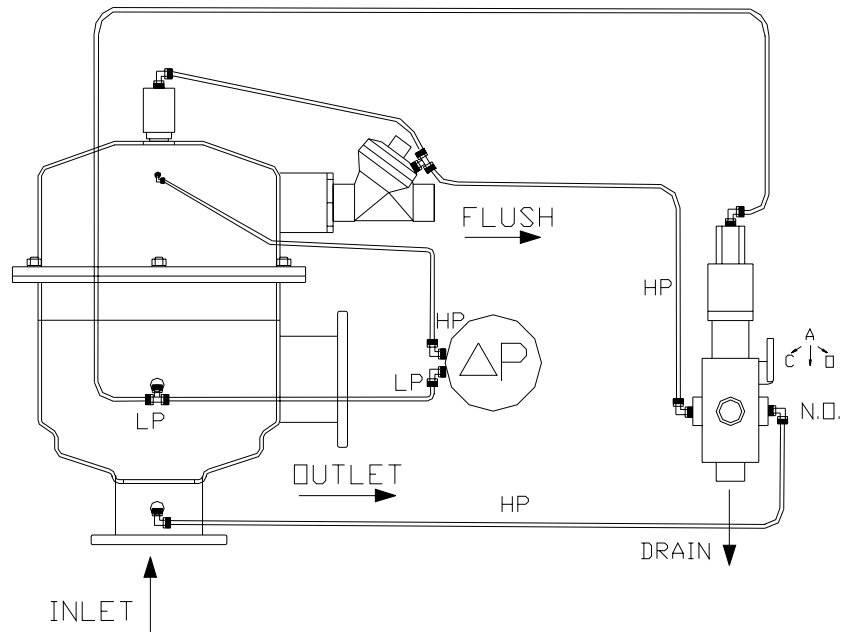 FLUSH
HP
HP
A
C O
ΔP
LP
N.O.
LP
OUTLET
HP
DRAIN
INLET